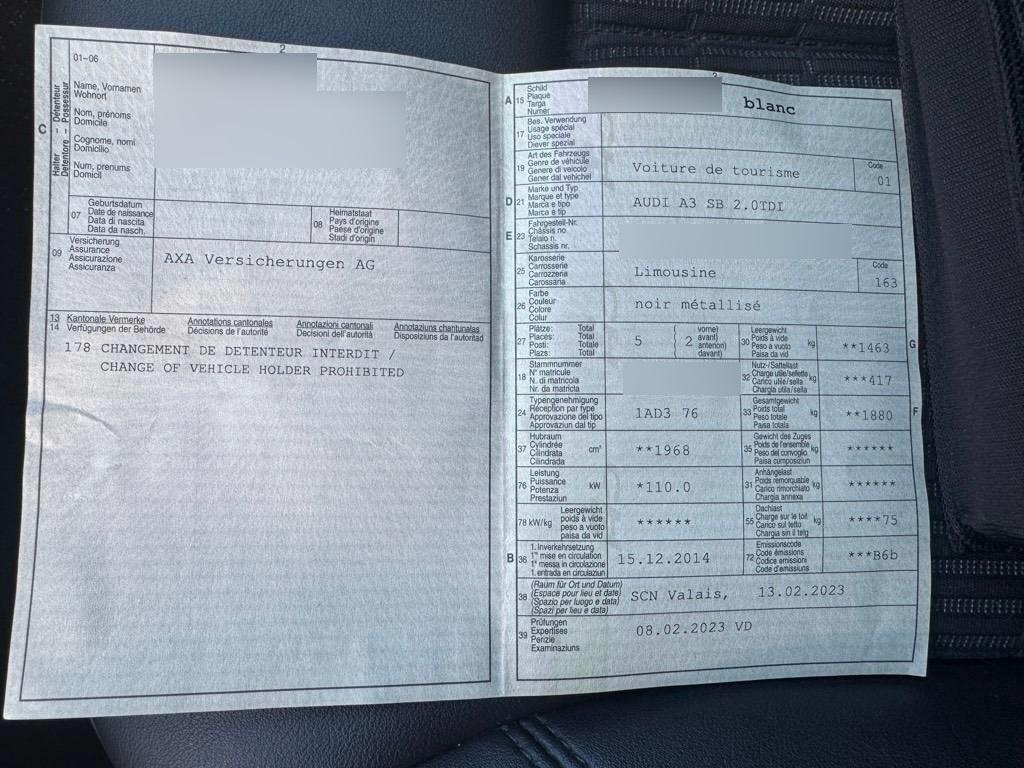 2
01-06
C
Halter - Détenteur
Detentore - Possessur
Name, Vornamen
Wohnort
Nom, prénoms
Domicile
Cognome, nomi
Domicilio
Num, prenums
Domicil
07
Geburtsdatum
Date de naissance
Data di nascita
Data da nasch.
08
Heimatstaat
Pays d'origine
Paese d'origine
Stadi d'origin
09
Versicherung
Assurance
Assicurazione
Assicuranza
AXA Versicherungen AG
13 Kantonale Vermerke Annotations cantonales Annotazioni cantonali Annotaziuns chantunalas
14 Verfügungen der Behörde Décisions de l'autorité Decisioni dell'autorità Disposiziuns da l'autoritad
178 CHANGEMENT DE DETENTEUR INTERDIT /
CHANGE OF VEHICLE HOLDER PROHIBITED
3
A 15
Schild
Plaque
Targa
Numer
blanc
17
Bes. Verwendung
Usage spécial
Uso speciale
Diever spezial
19
Art des Fahrzeugs
Genre de véhicule
Genere di veicolo
Gener dal vehichel
Voiture de tourisme
Code
01
D 21
Marke und Typ
Marque et type
Marca e tipo
Marca e tip
AUDI A3 SB 2.0TDI
E 23
Fahrgestell-Nr.
Châssis no
Telaio n.
Schassis nr.
25
Karosserie
Carrosserie
Carrozzeria
Carossaria
Limousine
Code
163
26
Farbe
Couleur
Colore
Colur
noir métallisé
27
Plätze: Total
Places: Total
Posti: Totale
Plazs: Total
5
( 2
vorne)
avant)
anteriori)
davant)
30
Leergewicht
Poids à vide
Peso a vuoto
Paisa da vid
kg
**1463
G
18
Stammnummer
N° matricule
N. di matricola
Nr. da matricla
32
Nutz-/Sattellast
Charge utile/sellette
Carico utile/sella
Chargia utila/sella
kg
***417
24
Typengenehmigung
Réception par type
Approvazione del tipo
Approvaziun dal tip
1AD3 76
33
Gesamtgewicht
Poids total
Peso totale
Paisa totala
kg
**1880
F
37
Hubraum
Cylindrée
Cilindrata
Cilindrada
cm³
**1968
35
Gewicht des Zuges
Poids de l'ensemble
Peso del convoglio
Paisa cumposiziun
kg
******
76
Leistung
Puissance
Potenza
Prestaziun
kW
*110.0
31
Anhängelast
Poids remorquable
Carico rimorchiato
Chargia annexa
kg
******
78 kW/kg
Leergewicht
poids à vide
peso a vuoto
paisa da vid
******
55
Dachlast
Charge sur le toit
Carico sul tetto
Chargia sin il tetg
kg
****75
B 36
1. Inverkehrsetzung
1re mise en circulation
1a messa in circolazione
1. entrada en circulaziun
15.12.2014
72
Emissionscode
Code émissions
Codice emissioni
Code d'emissiuns
***B6b
38
(Raum für Ort und Datum)
(Espace pour lieu et date)
(Spazio per luogo e data)
(Spazi per lieu e data)
SCN Valais, 13.02.2023
39
Prüfungen
Expertises
Perizie
Examinaziuns
08.02.2023 VD